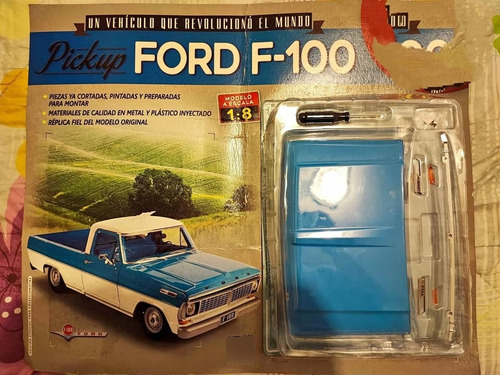 UN VEHÍCULO QUE REVOLUCIONÓ EL MUNDO
Pickup FORD F-100
• PIEZAS YA CORTADAS, PINTADAS Y PREPARADAS
PARA MONTAR
• MATERIALES DE CALIDAD EN METAL Y PLÁSTICO INYECTADO
• RÉPLICA FIEL DEL MODELO ORIGINAL
MODELO
A ESCALA
1:8
FORD